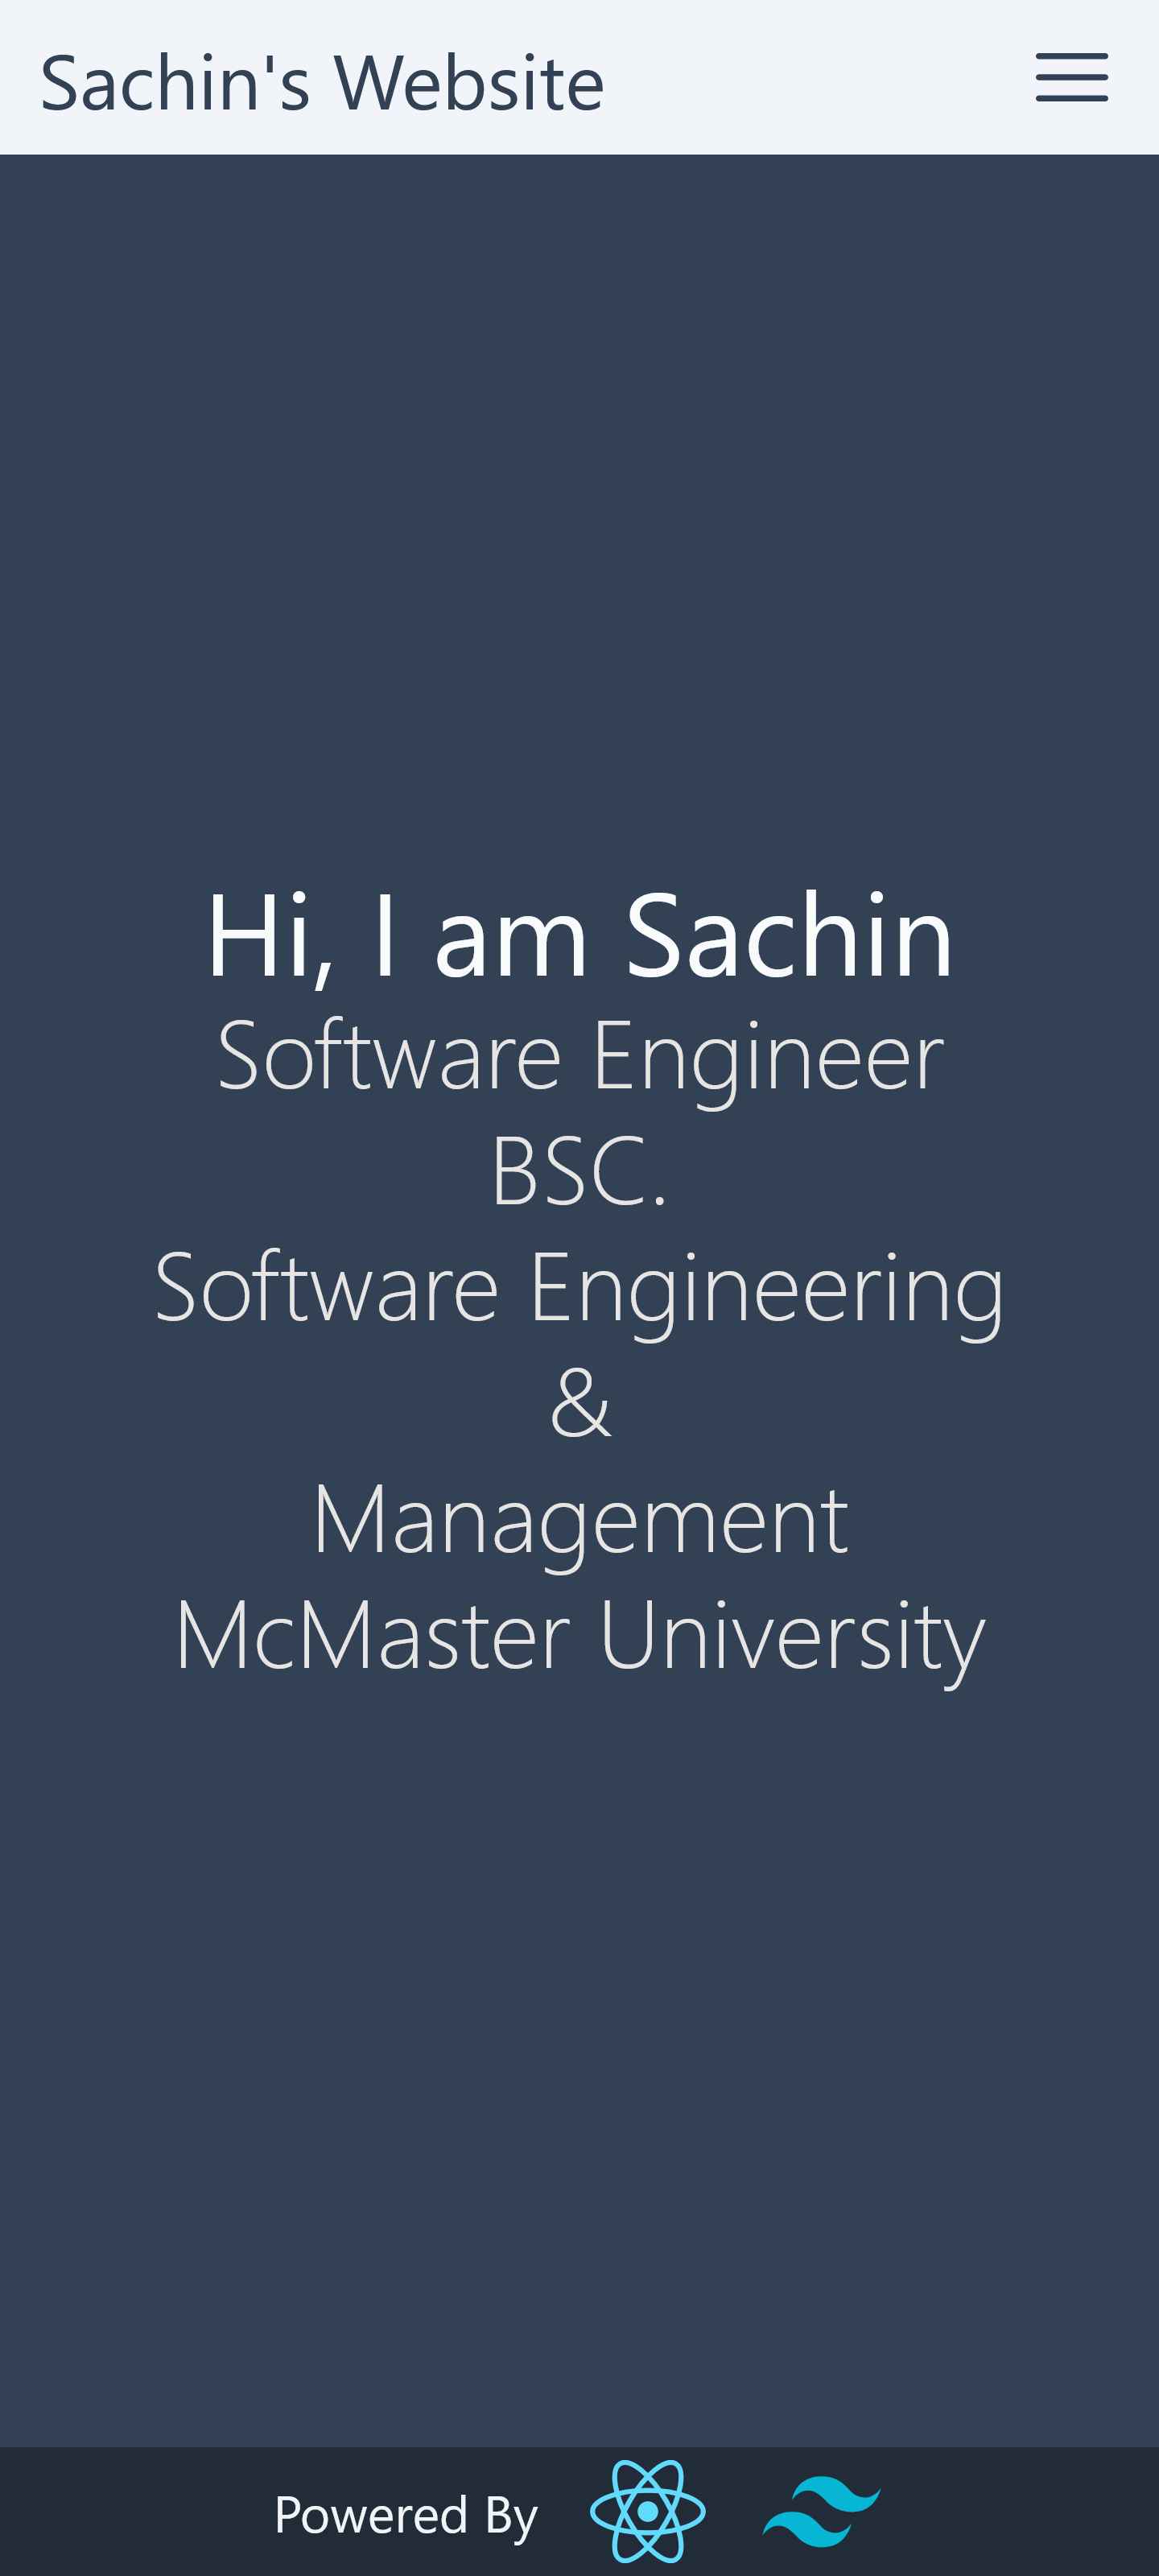 Sachin's Website
Hi, I am Sachin
Software Engineer
BSC.
Software Engineering
&
Management
McMaster University
Powered By